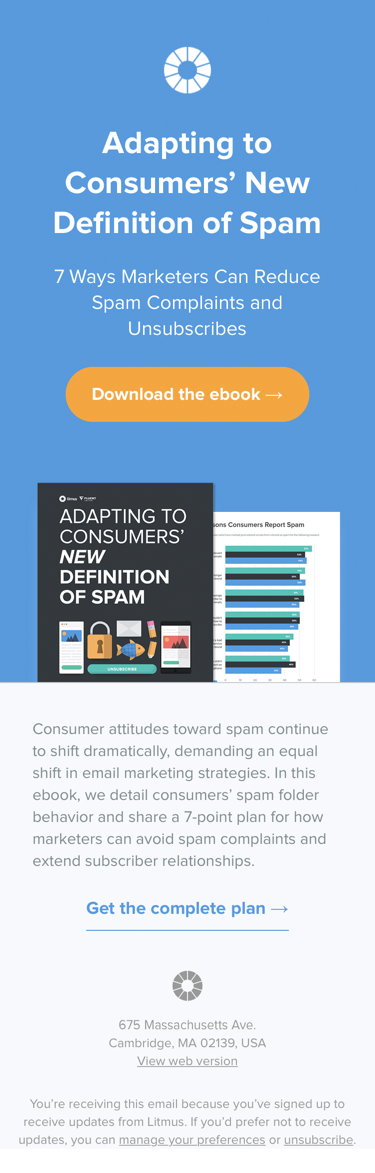 Adapting to
Consumers’ New
Definition of Spam
7 Ways Marketers Can Reduce
Spam Complaints and
Unsubscribes
Download the ebook →
litmus FLUENT
ADAPTING TO
CONSUMERS’
NEW
DEFINITION
OF SPAM
UNSUBSCRIBE
sons Consumers Report Spam
Consumer attitudes toward spam continue
to shift dramatically, demanding an equal
shift in email marketing strategies. In this
ebook, we detail consumers’ spam folder
behavior and share a 7-point plan for how
marketers can avoid spam complaints and
extend subscriber relationships.
Get the complete plan →
675 Massachusetts Ave.
Cambridge, MA 02139, USA
View web version
You’re receiving this email because you’ve signed up to
receive updates from Litmus. If you’d prefer not to receive
updates, you can manage your preferences or unsubscribe.